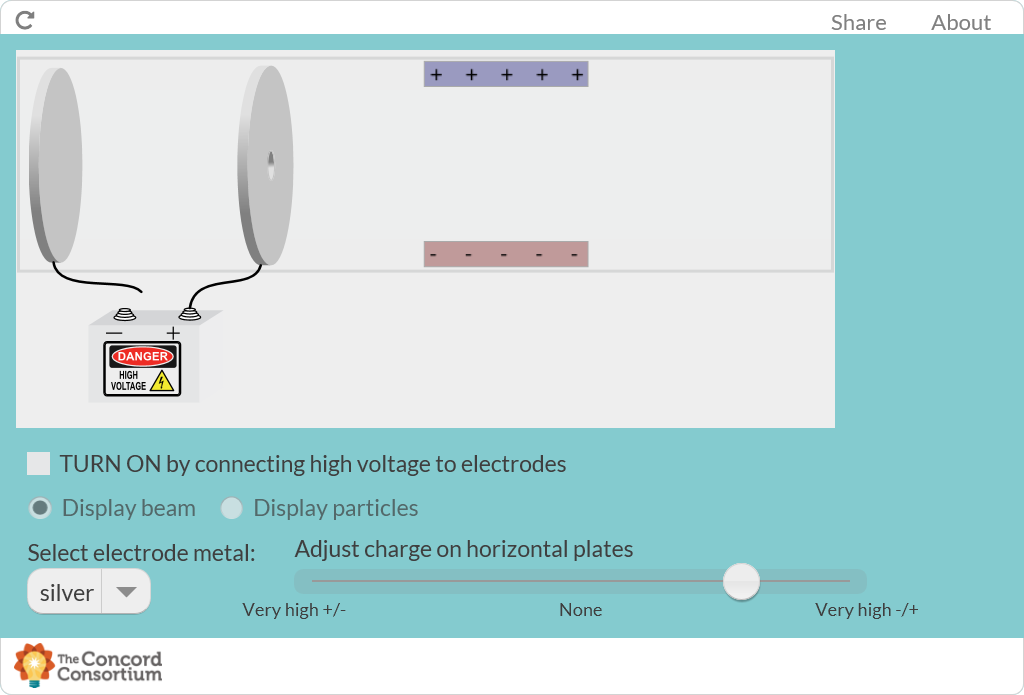 Share About
+ + + + +
- - - - -
— +
DANGER
HIGH
VOLTAGE
TURN ON by connecting high voltage to electrodes
Display beam Display particles
Select electrode metal:
Adjust charge on horizontal plates
silver
Very high +/- None Very high -/+
The Concord
Consortium